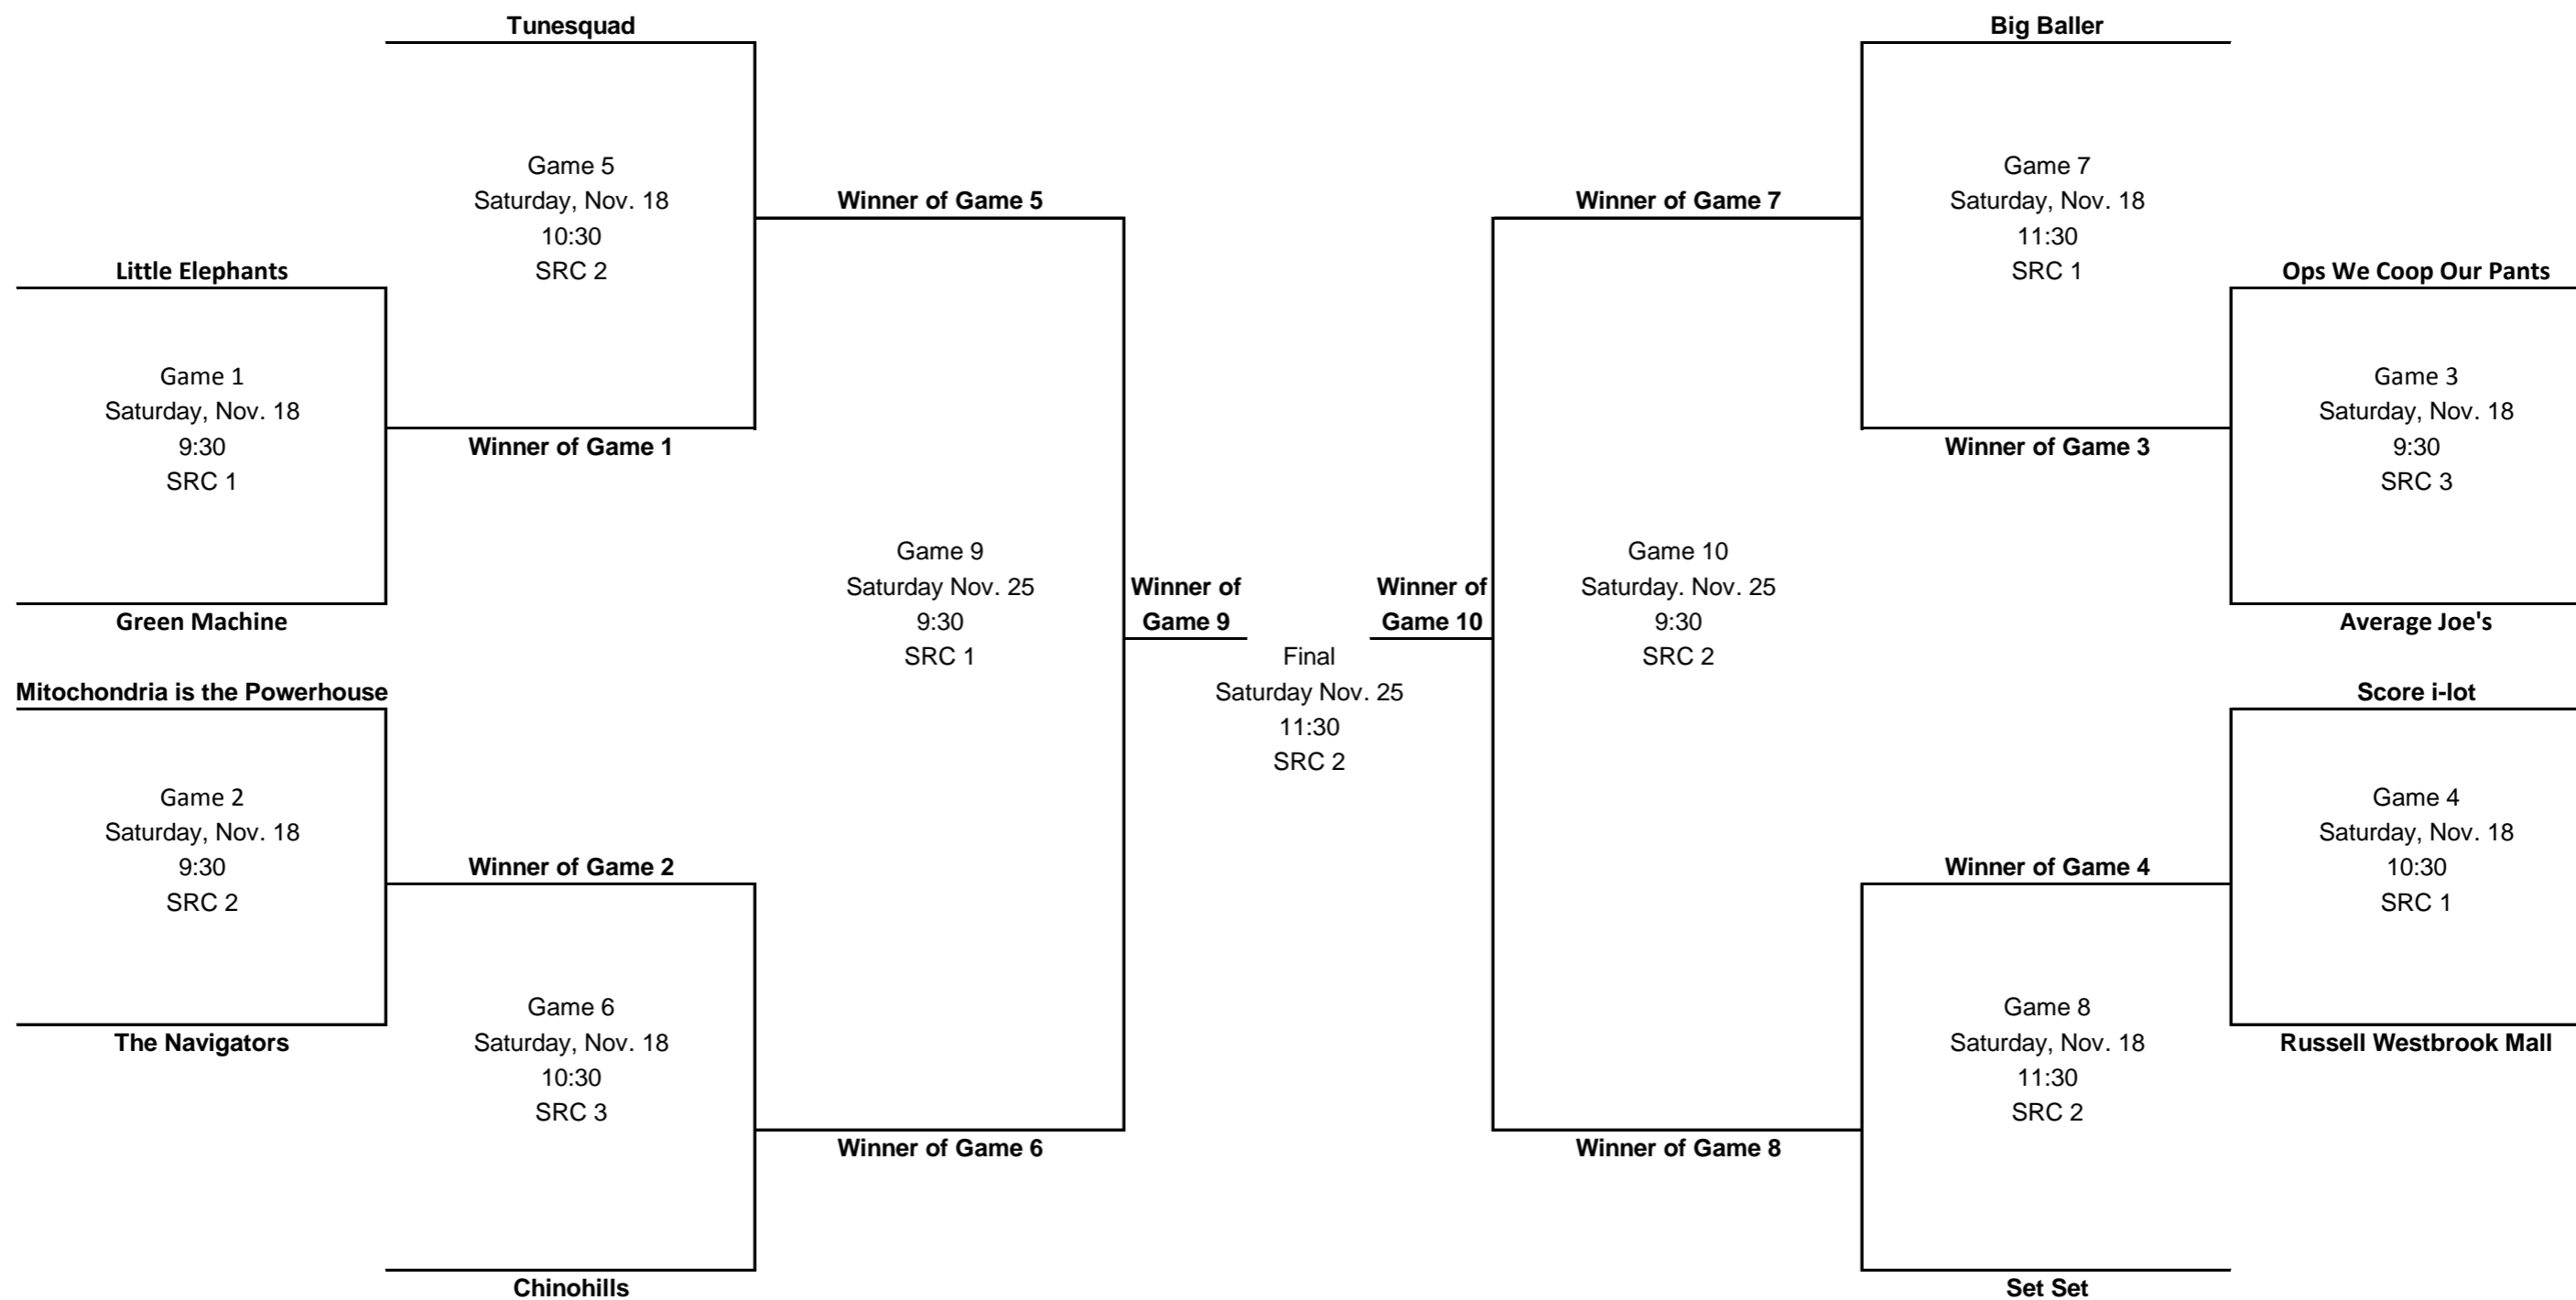 Tunesquad
Big Baller
Game 5
Saturday, Nov. 18
10:30
SRC 2
Game 7
Saturday, Nov. 18
11:30
SRC 1
Winner of Game 5
Winner of Game 7
Little Elephants
Ops We Coop Our Pants
Game 1
Saturday, Nov. 18
9:30
SRC 1
Game 3
Saturday, Nov. 18
9:30
SRC 3
Winner of Game 1
Winner of Game 3
Game 9
Saturday Nov. 25
9:30
SRC 1
Winner of
Game 9
Winner of
Game 10
Game 10
Saturday. Nov. 25
9:30
SRC 2
Green Machine
Average Joe's
Final
Saturday Nov. 25
11:30
SRC 2
Mitochondria is the Powerhouse
Score i-lot
Game 2
Saturday, Nov. 18
9:30
SRC 2
Game 4
Saturday, Nov. 18
10:30
SRC 1
Winner of Game 2
Winner of Game 4
The Navigators
Russell Westbrook Mall
Game 6
Saturday, Nov. 18
10:30
SRC 3
Game 8
Saturday, Nov. 18
11:30
SRC 2
Winner of Game 6
Winner of Game 8
Chinohills
Set Set